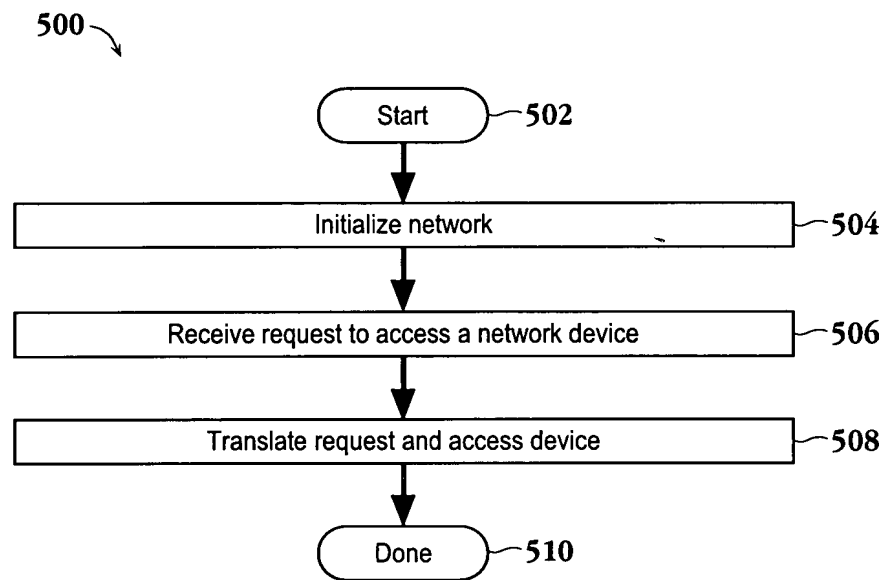 500
Start 502
Initialize network 504
Receive request to access a network device 506
Translate request and access device 508
Done 510